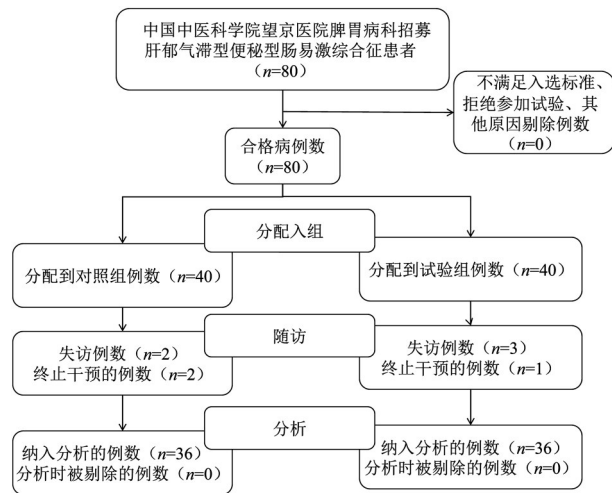 中国中医科学院望京医院脾胃病科招募
肝郁气滞型便秘型肠易激综合征患者
（n=80）
不满足入选标准、
拒绝参加试验、其
他原因剔除例数
（n=0）
合格病例数
（n=80）
分配入组
分配到对照组例数（n=40）
分配到试验组例数（n=40）
随访
失访例数（n=2）
终止干预的例数（n=2）
失访例数（n=3）
终止干预的例数（n=1）
分析
纳入分析的例数（n=36）
分析时被剔除的例数（n=0）
纳入分析的例数（n=36）
分析时被剔除的例数（n=0）